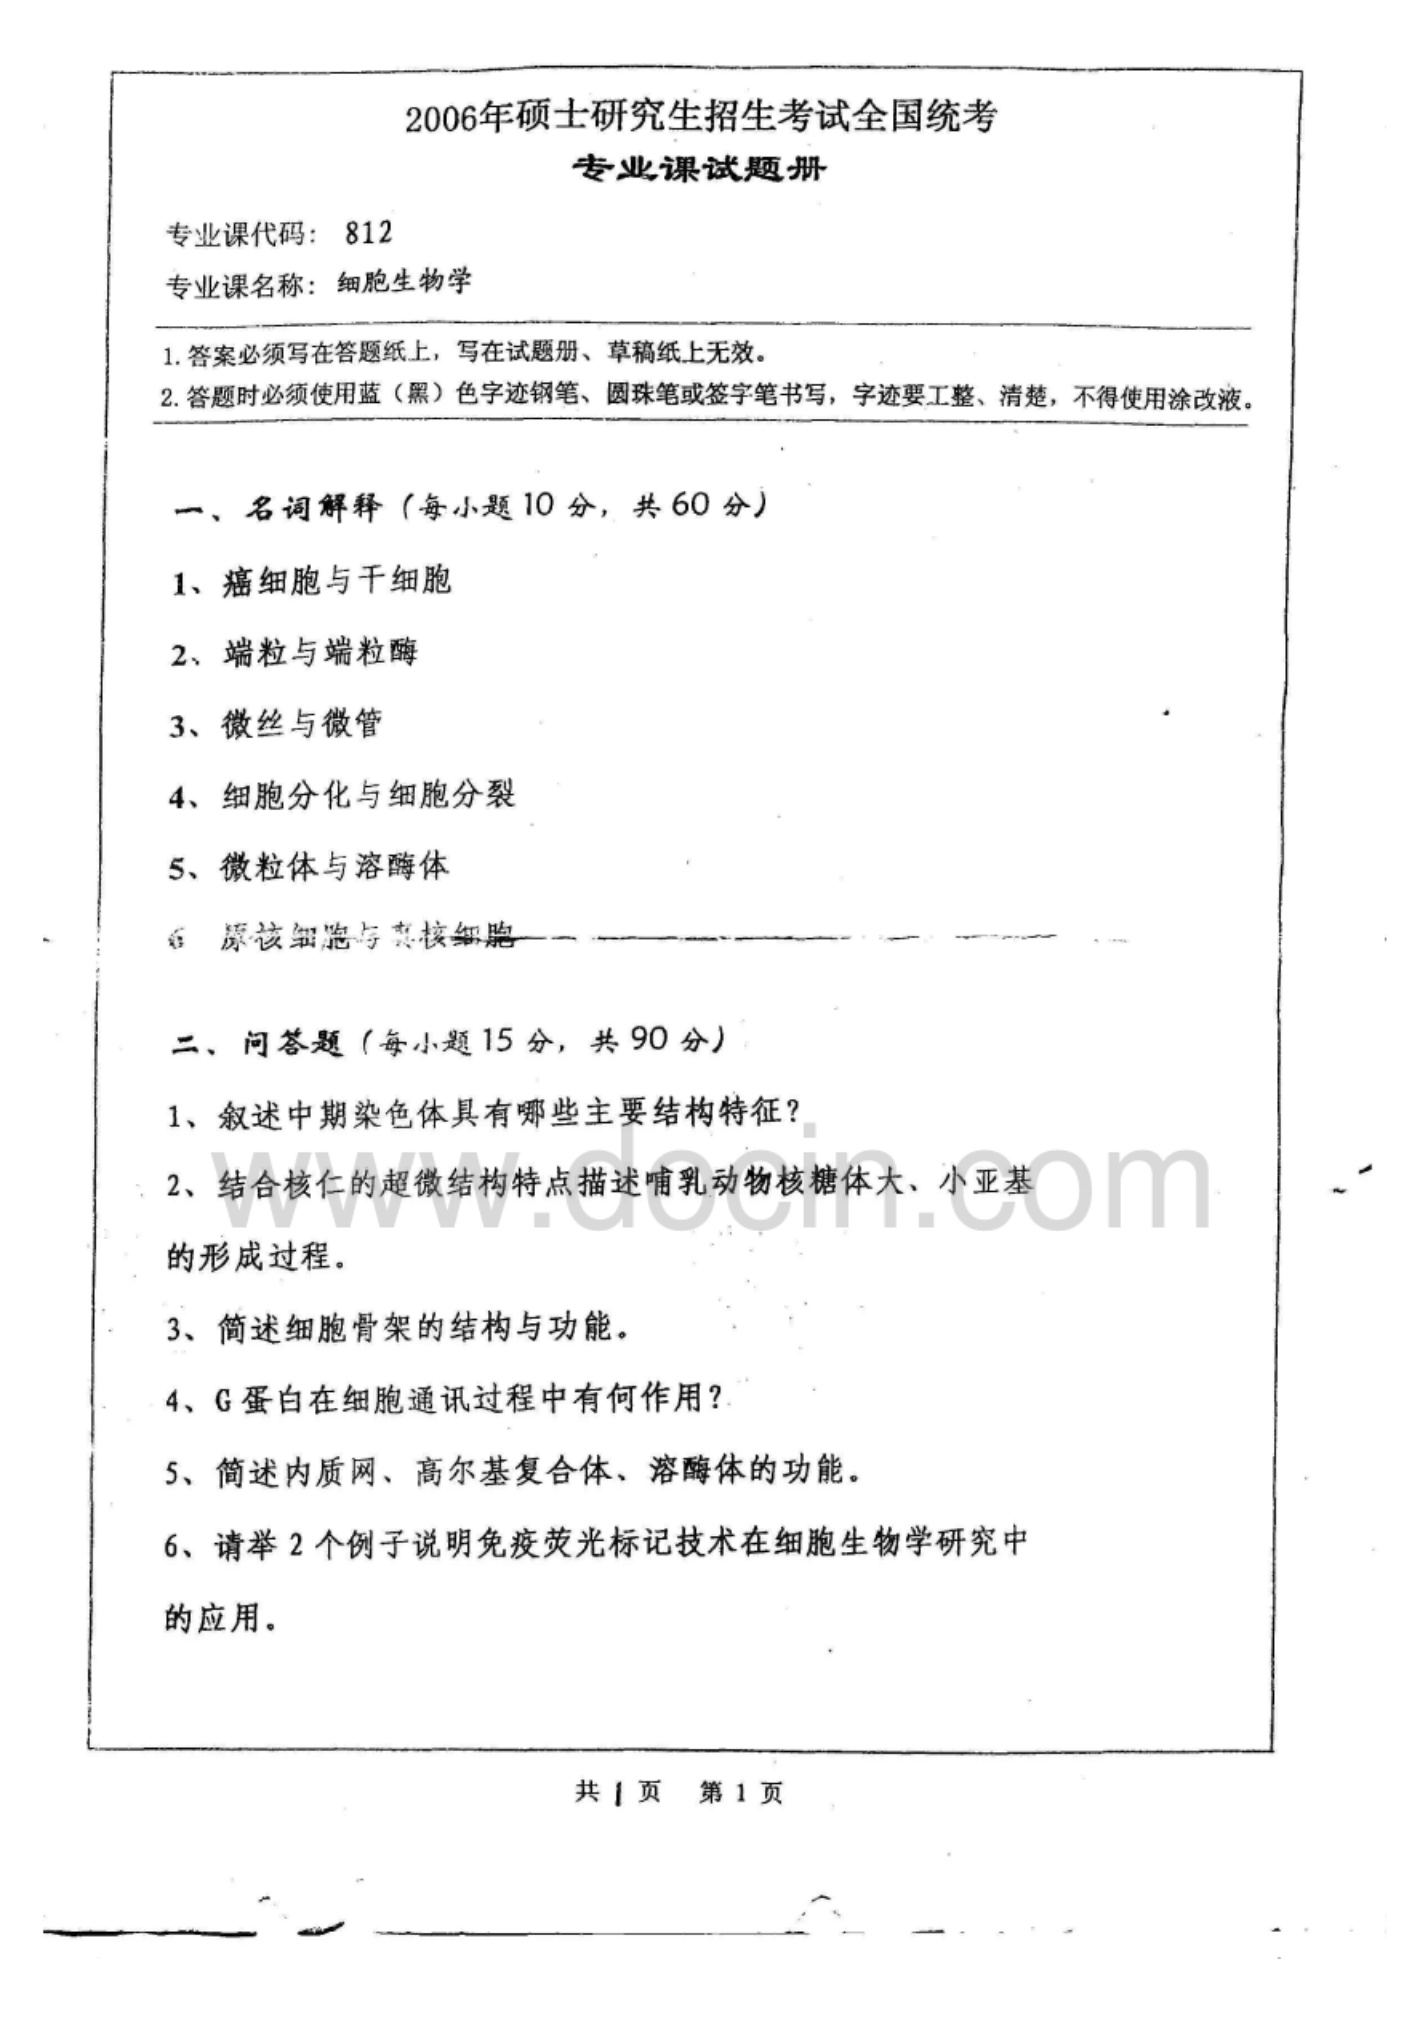 2006年硕士研究生招生考试全国统考
专业课试题册
专业课代码: 812
专业课名称: 细胞生物学
1.答案必须写在答题纸上，写在试题册、草稿纸上无效。
2.答题时必须使用蓝（黑）色字迹钢笔、圆珠笔或签字笔书写，字迹要工整、清楚，不得使用涂改液。
一、名词解释（每小题10分，共60分）
1、癌细胞与干细胞
2、端粒与端粒酶
3、微丝与微管
4、细胞分化与细胞分裂
5、微粒体与溶酶体
6 原核细胞与真核细胞
二、问答题（每小题15分，共90分）
1、叙述中期染色体具有哪些主要结构特征?
www.docin.com
2、结合核仁的超微结构特点描述哺乳动物核糖体大、小亚基
的形成过程。
3、简述细胞骨架的结构与功能。
4、G蛋白在细胞通讯过程中有何作用?
5、简述内质网、高尔基复合体、溶酶体的功能。
6、请举2个例子说明免疫荧光标记技术在细胞生物学研究中
的应用。
共1页 第1页